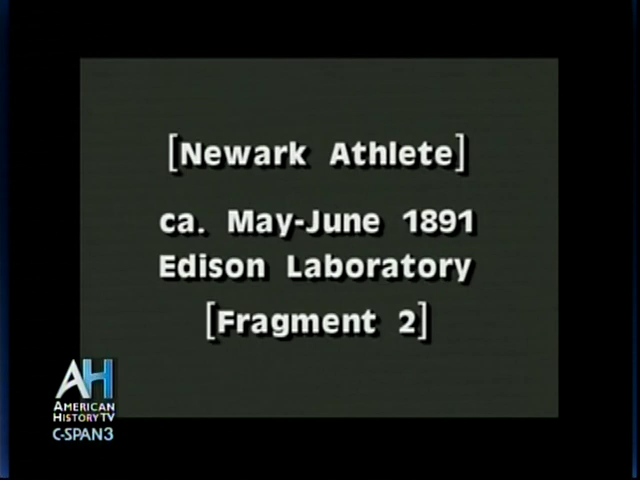 [Newark Athlete]
ca. May-June 1891
Edison Laboratory
[Fragment 2]
AH
AMERICAN
HISTORY TV
C-SPAN3